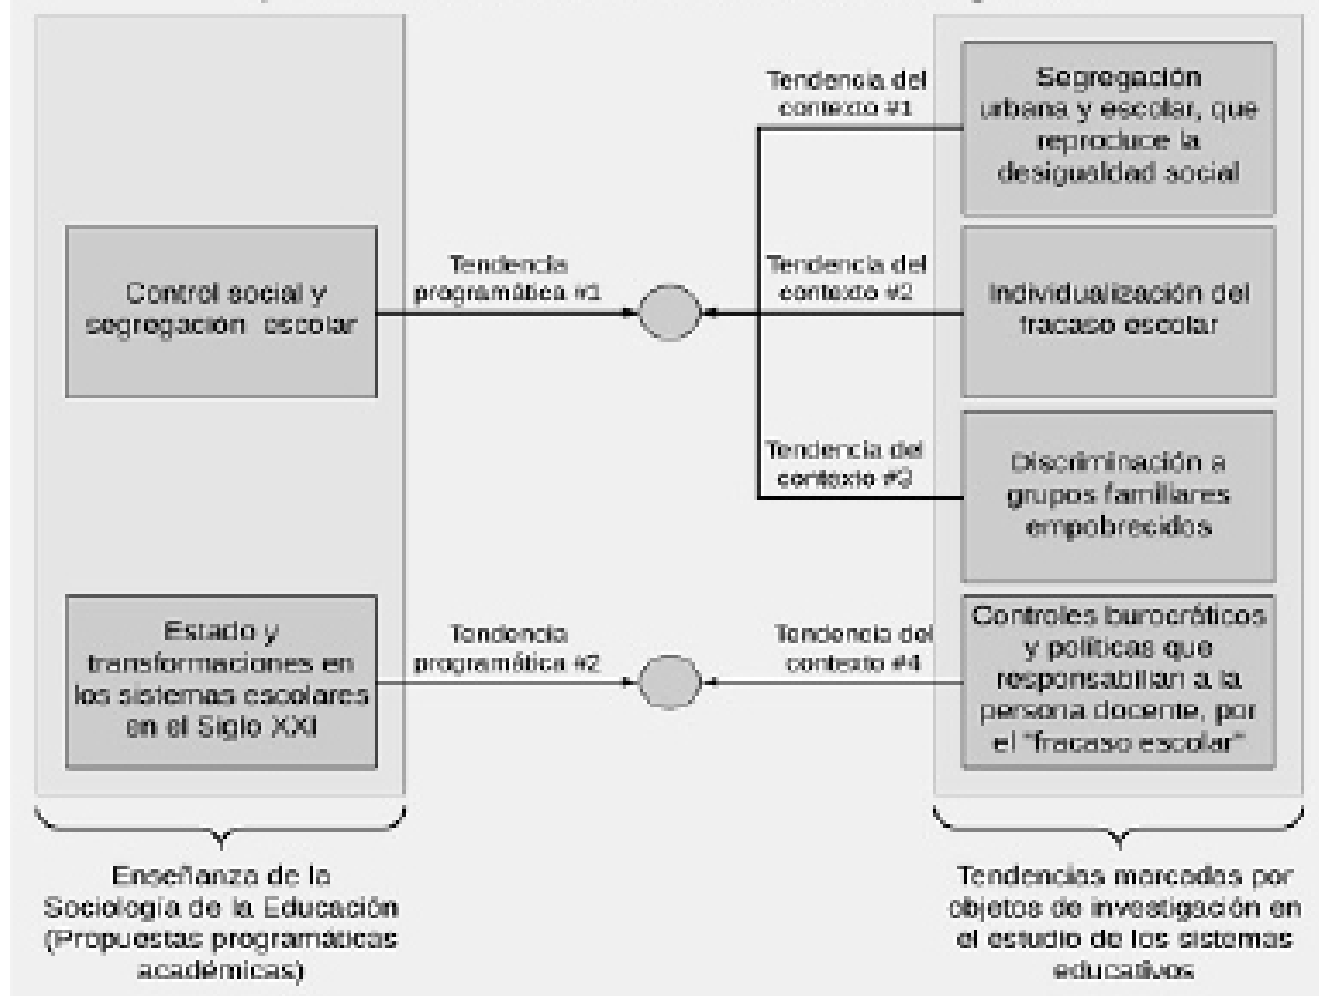 Tendencia del
contexto #1
Segregación
urbana y escolar, que
reproduce la
desigualdad social
Control social y
segregación escolar
Tendencia
programática #1
Tendencia del
contexto #2
Individualización del
fracaso escolar
Tendencia del
contexto #3
Discriminación a
grupos familiares
empobrecidos
Estado y
transformaciones en
los sistemas escolares
en el Siglo XXI
Tendencia
programática #2
Tendencia del
contexto #4
Controles burocráticos
y políticas que
responsabilian a la
persona docente, por
el "fracaso escolar"
Enseñanza de la
Sociología de la Educación
(Propuestas programáticas
académicas)
Tendencias marcadas por
objetos de investigación en
el estudio de los sistemas
educativos